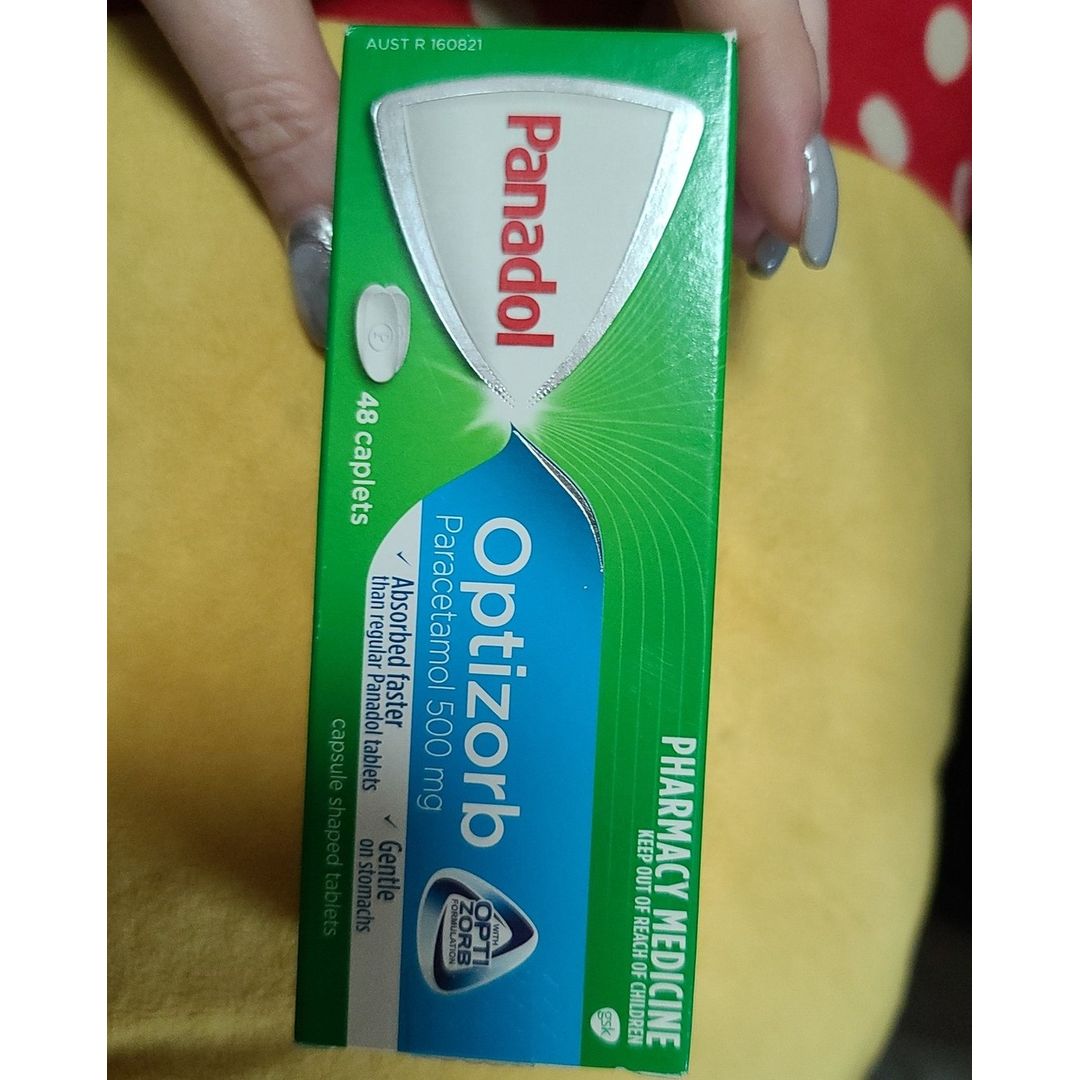 AUST R 160821
PHARMACY MEDICINE
KEEP OUT OF REACH OF CHILDREN
Panadol
Optizorb
Paracetamol 500 mg
✓ Absorbed faster
than regular Panadol tablets
✓ Gentle
on stomachs
48 caplets
capsule shaped tablets
WITH
OPTI
ZORB
FORMULATION
gsk
P